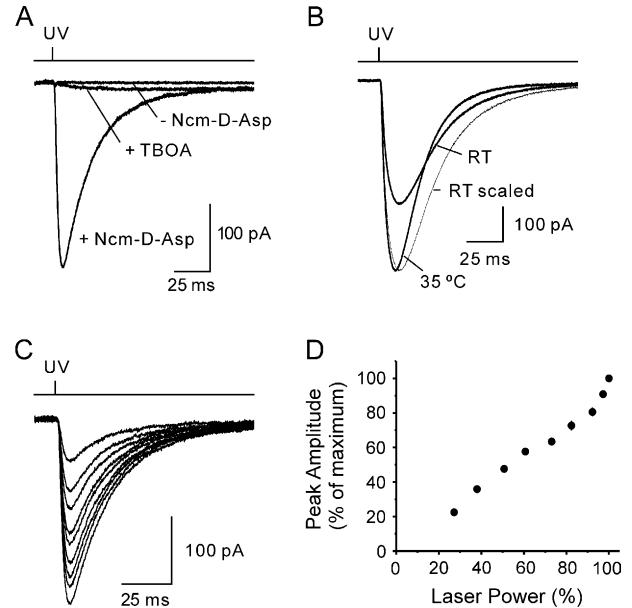 A
UV
- Ncm-D-Asp
+ TBOA
+ Ncm-D-Asp
100 pA
25 ms
B
UV
RT
RT scaled
100 pA
35 ºC
25 ms
C
UV
100 pA
25 ms
D
Peak Amplitude
(% of maximum)
100
80
60
40
20
0
0 20 40 60 80 100
Laser Power (%)